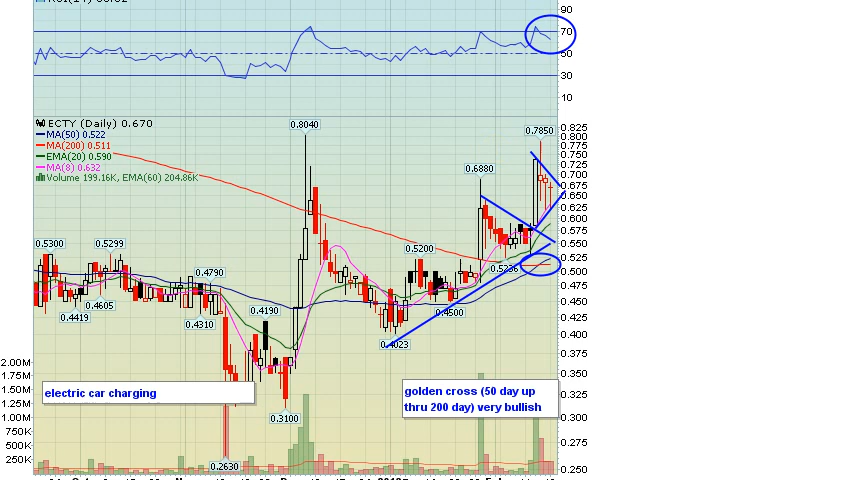 90
70
50
30
10
ECTY (Daily) 0.670
MA(50) 0.522
MA(200) 0.511
EMA(20) 0.590
MA(8) 0.632
Volume 199.16K, EMA(60) 204.86K
0.8040
0.7850
0.6880
0.5300
0.5299
0.5200
0.5236
0.4790
0.4605
0.4419
0.4310
0.4190
0.4500
0.4023
0.3100
0.2630
0.825
0.800
0.775
0.750
0.725
0.700
0.675
0.650
0.625
0.600
0.575
0.550
0.525
0.500
0.475
0.450
0.425
0.400
0.375
0.350
0.325
0.300
0.275
0.250
2.00M
1.75M
1.50M
1.25M
1.00M
750K
500K
250K
electric car charging
golden cross (50 day up
thru 200 day) very bullish